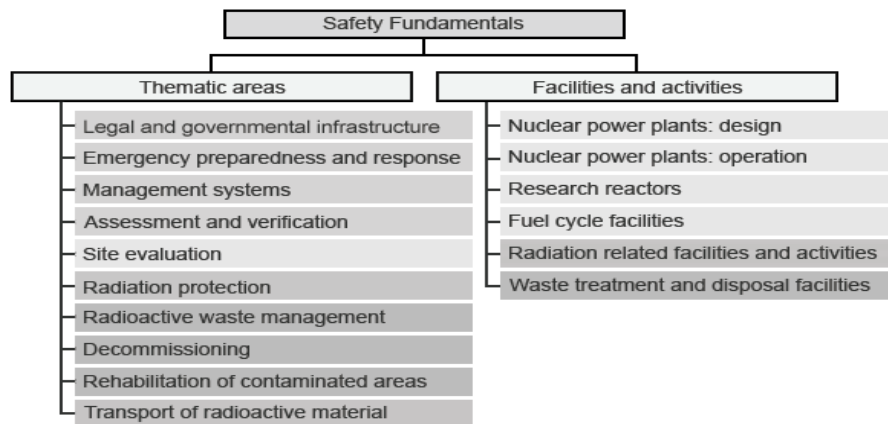 Safety Fundamentals
Thematic areas
Legal and governmental infrastructure
Emergency preparedness and response
Management systems
Assessment and verification
Site evaluation
Radiation protection
Radioactive waste management
Decommissioning
Rehabilitation of contaminated areas
Transport of radioactive material
Facilities and activities
Nuclear power plants: design
Nuclear power plants: operation
Research reactors
Fuel cycle facilities
Radiation related facilities and activities
Waste treatment and disposal facilities